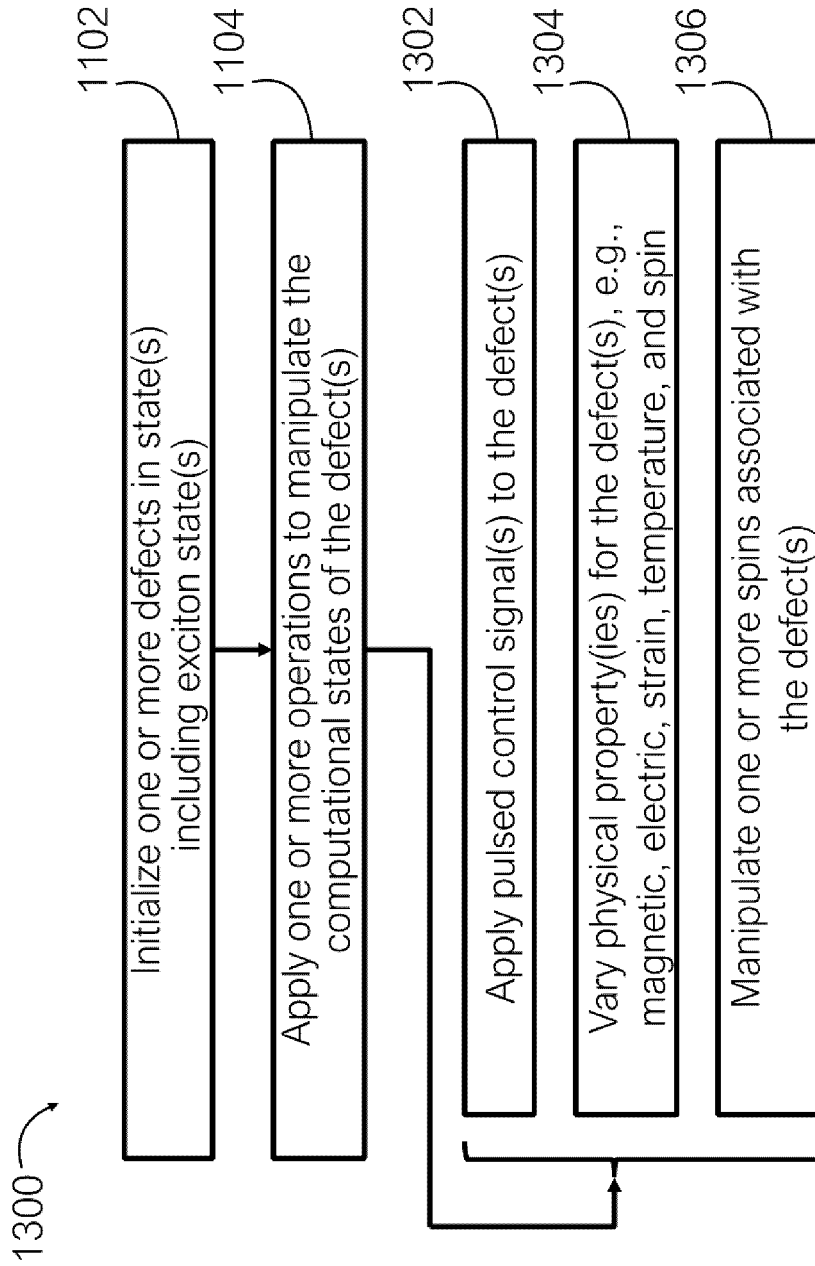 1300
Initialize one or more defects in state(s)
including exciton state(s)
1102
Apply one or more operations to manipulate the
computational states of the defect(s)
1104
Apply pulsed control signal(s) to the defect(s)
1302
Vary physical property(ies) for the defect(s), e.g.,
magnetic, electric, strain, temperature, and spin
1304
Manipulate one or more spins associated with
the defect(s)
1306